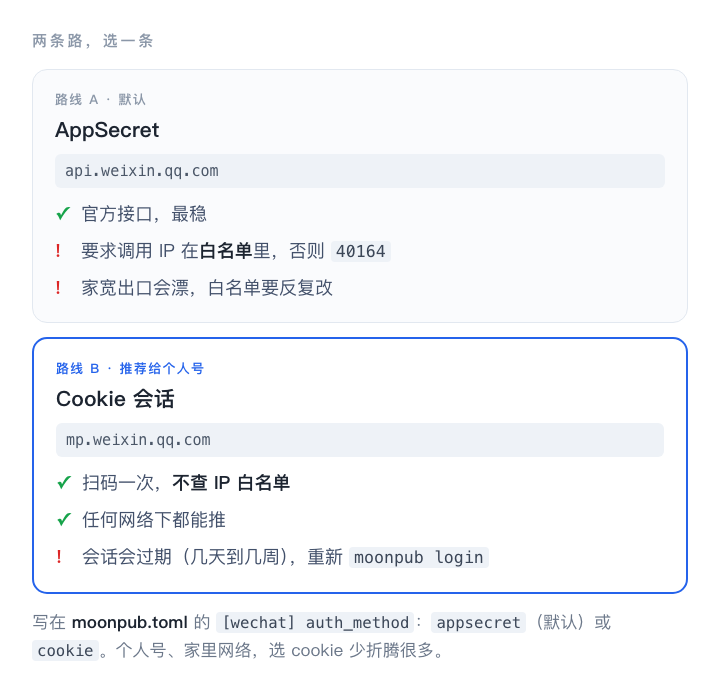 两条路，选一条
路线 A · 默认
AppSecret
api.weixin.qq.com
✓ 官方接口，最稳
! 要求调用 IP 在白名单里，否则 40164
! 家宽出口会漂，白名单要反复改
路线 B · 推荐给个人号
Cookie 会话
mp.weixin.qq.com
✓ 扫码一次，不查 IP 白名单
✓ 任何网络下都能推
! 会话会过期（几天到几周），重新 moonpub login
写在 moonpub.toml 的 [wechat] auth_method：appsecret（默认）或
cookie。个人号、家里网络，选 cookie 少折腾很多。